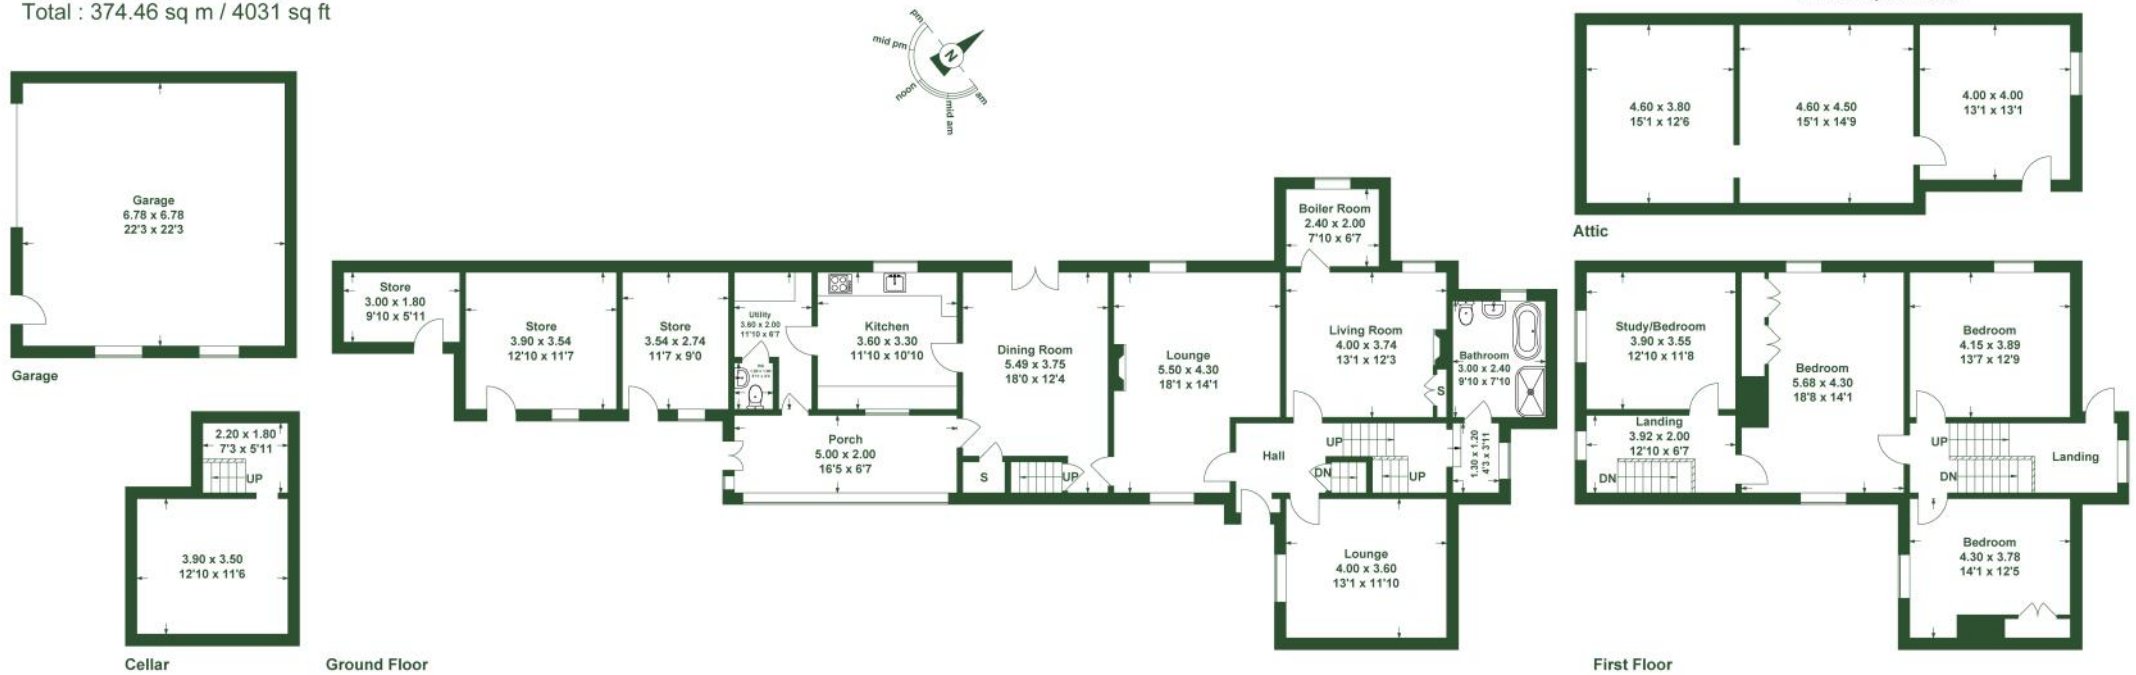 Total : 374.46 sq m / 4031 sq ft
pm
mid pm
noon
mid am
am
N
Garage
6.78 x 6.78
22'3 x 22'3
Garage
2.20 x 1.80
7'3 x 5'11
UP
3.90 x 3.50
12'10 x 11'6
Cellar
Store
3.00 x 1.80
9'10 x 5'11
Store
3.90 x 3.54
12'10 x 11'7
Store
3.54 x 2.74
11'7 x 9'0
Utility
3.60 x 2.00
11'10 x 6'7
Kitchen
3.60 x 3.30
11'10 x 10'10
Porch
5.00 x 2.00
16'5 x 6'7
Dining Room
5.49 x 3.75
18'0 x 12'4
S
UP
Lounge
5.50 x 4.30
18'1 x 14'1
Boiler Room
2.40 x 2.00
7'10 x 6'7
Living Room
4.00 x 3.74
13'1 x 12'3
S
Bathroom
3.00 x 2.40
9'10 x 7'10
Hall
UP
DN
UP
1.30 x 1.20
4'3 x 3'11
Lounge
4.00 x 3.60
13'1 x 11'10
Ground Floor
4.60 x 3.80
15'1 x 12'6
4.60 x 4.50
15'1 x 14'9
4.00 x 4.00
13'1 x 13'1
Attic
Study/Bedroom
3.90 x 3.55
12'10 x 11'8
Landing
3.92 x 2.00
12'10 x 6'7
DN
Bedroom
5.68 x 4.30
18'8 x 14'1
Bedroom
4.15 x 3.89
13'7 x 12'9
UP
DN
Landing
Bedroom
4.30 x 3.78
14'1 x 12'5
First Floor